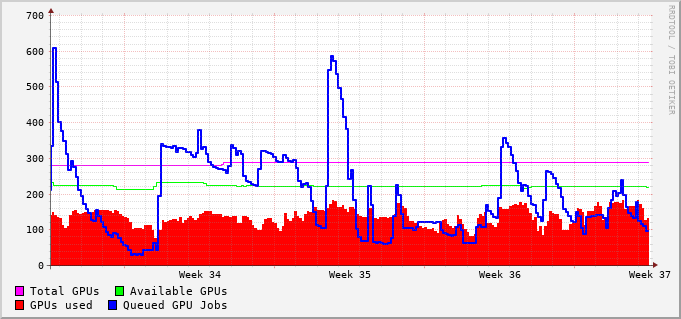 700
600
500
400
300
200
100
0
Week 34 Week 35 Week 36 Week 37
Total GPUs Available GPUs
GPUs used Queued GPU Jobs
RRDTOOL / TOBI OETIKER